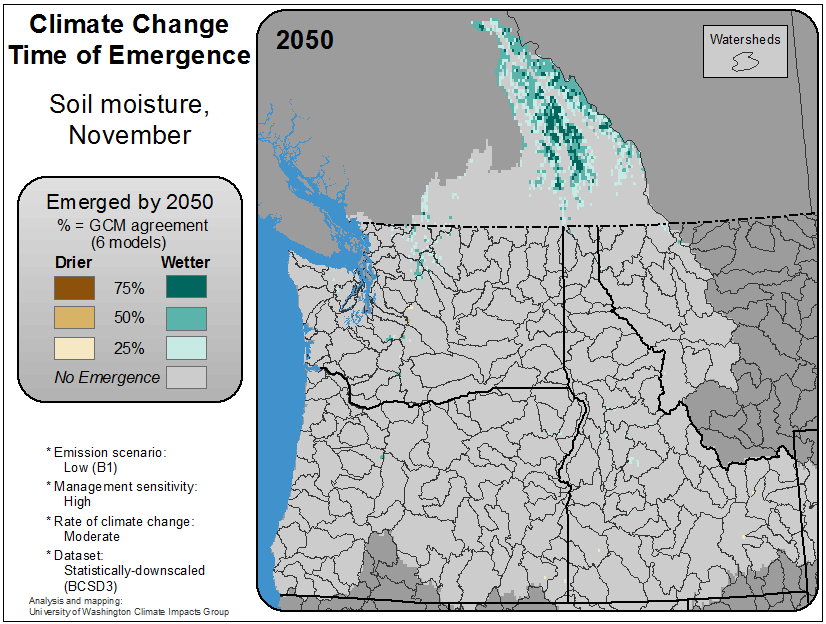 Climate Change
Time of Emergence
Soil moisture,
November
Emerged by 2050
% = GCM agreement
(6 models)
Drier Wetter
75%
50%
25%
No Emergence
* Emission scenario:
Low (B1)
* Management sensitivity:
High
* Rate of climate change:
Moderate
* Dataset:
Statistically-downscaled
(BCSD3)
Analysis and mapping:
University of Washington Climate Impacts Group
2050
Watersheds